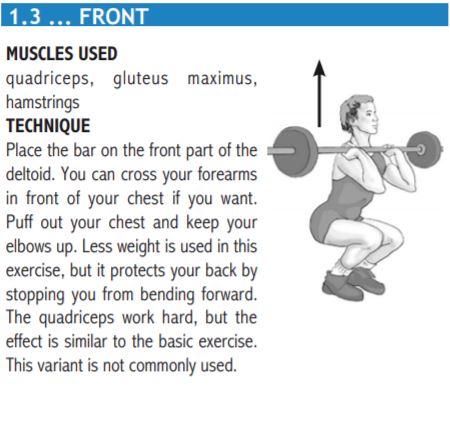 1.3 ... FRONT
MUSCLES USED
quadriceps, gluteus maximus,
hamstrings
TECHNIQUE
Place the bar on the front part of the
deltoid. You can cross your forearms
in front of your chest if you want.
Puff out your chest and keep your
elbows up. Less weight is used in this
exercise, but it protects your back by
stopping you from bending forward.
The quadriceps work hard, but the
effect is similar to the basic exercise.
This variant is not commonly used.